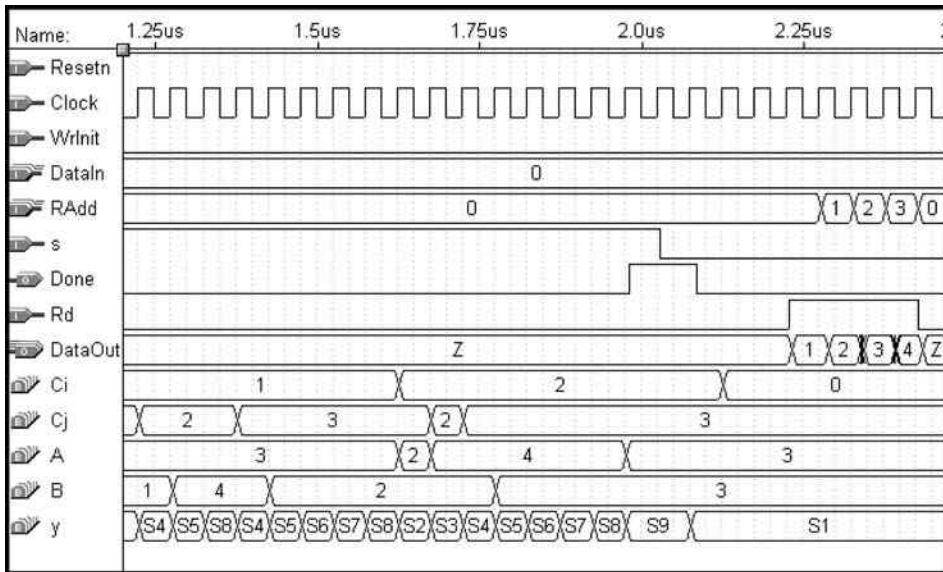 Name: 1.25us 1.5us 1.75us 2.0us 2.25us
Resetn
Clock
WrInit
DataIn 0
RAdd 0 1 2 3 0
s
Done
Rd
DataOut Z 1 2 3 4 Z
Ci 1 2 0
Cj 2 3 2 3
A 3 2 4 3
B 1 4 2 3
y S4 S5 S8 S4 S5 S6 S7 S8 S2 S3 S4 S5 S6 S7 S8 S9 S1